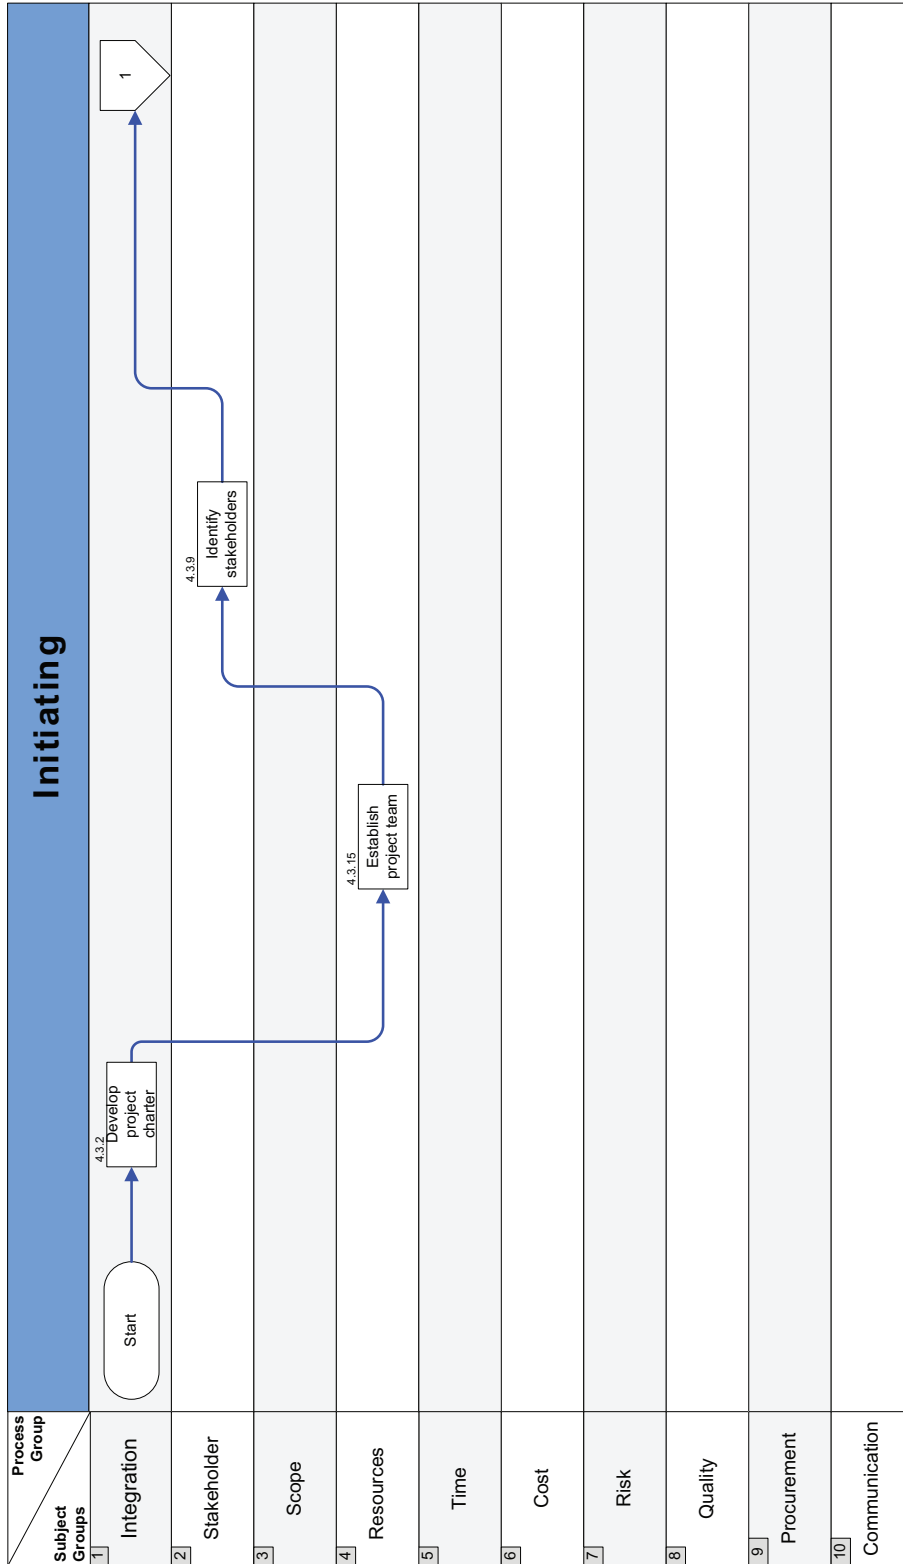 Process
Group
Subject
Groups
Initiating
1
Integration
Start
4.3.2
Develop
project
charter
1
2
Stakeholder
4.3.9
Identify
stakeholders
3
Scope
4
Resources
4.3.15
Establish
project team
5
Time
6
Cost
7
Risk
8
Quality
9
Procurement
10
Communication